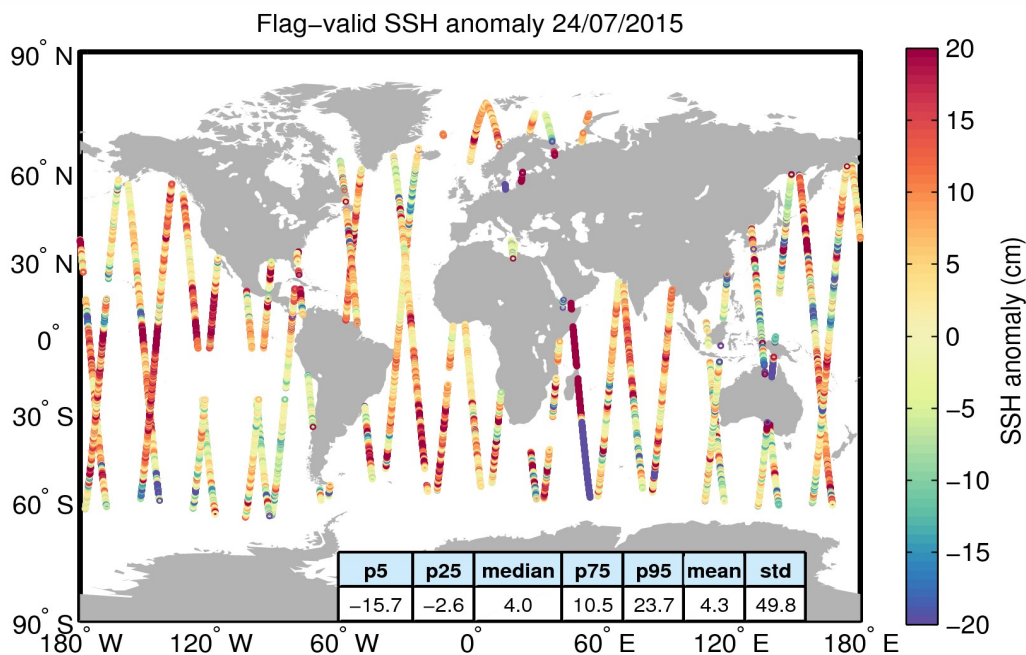 Flag−valid SSH anomaly 24/07/2015
90° N
60° N
30° N
0°
30° S
60° S
90° S
180° W
120° W
60° W
0°
60° E
120° E
180° E
p5 p25 median p75 p95 mean std
−15.7 −2.6 4.0 10.5 23.7 4.3 49.8
20
15
10
5
0
−5
−10
−15
−20
SSH anomaly (cm)